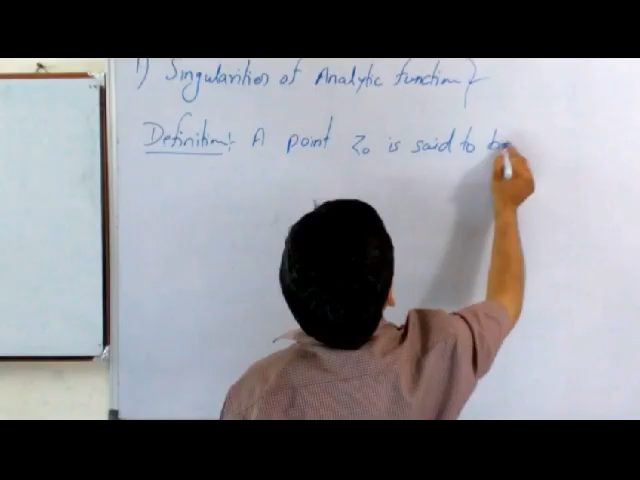 1) Singularities of Analytic function
Definition: A point z₀ is said to be